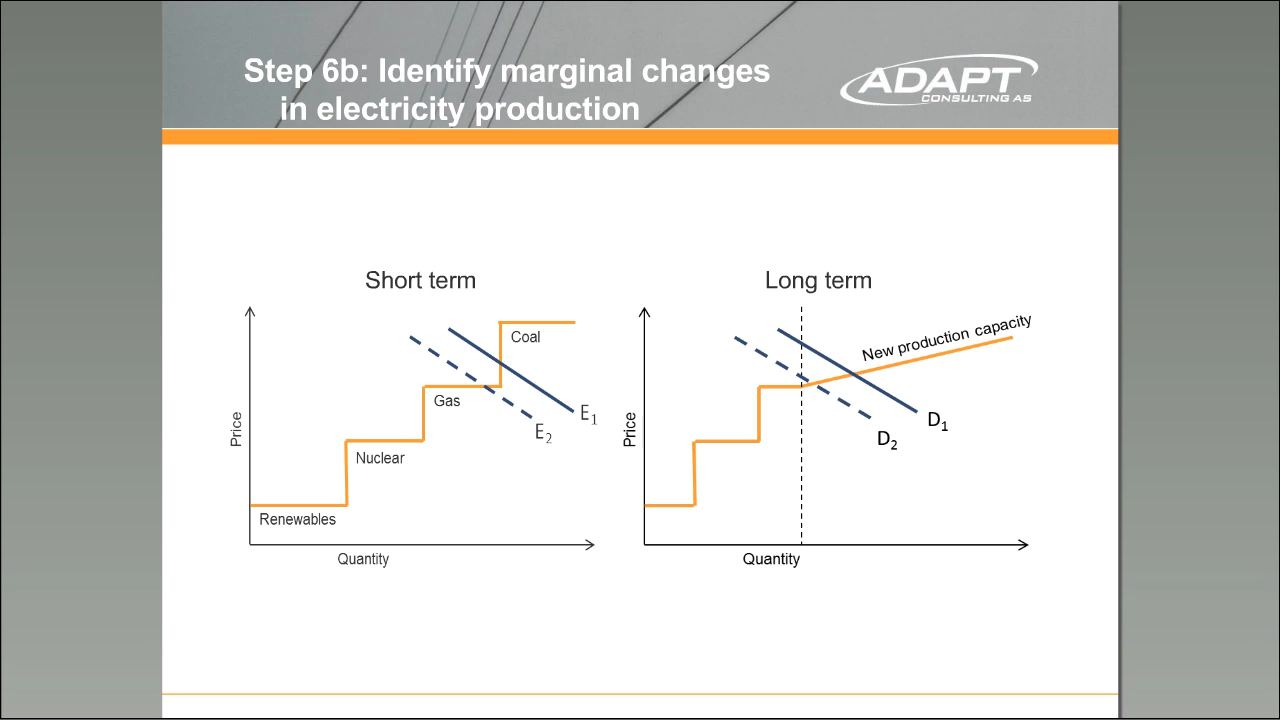 Step 6b: Identify marginal changes
in electricity production
ADAPT
CONSULTING AS
Short term
Price
Coal
Gas
E1
E2
Nuclear
Renewables
Quantity
Long term
Price
New production capacity
D1
D2
Quantity